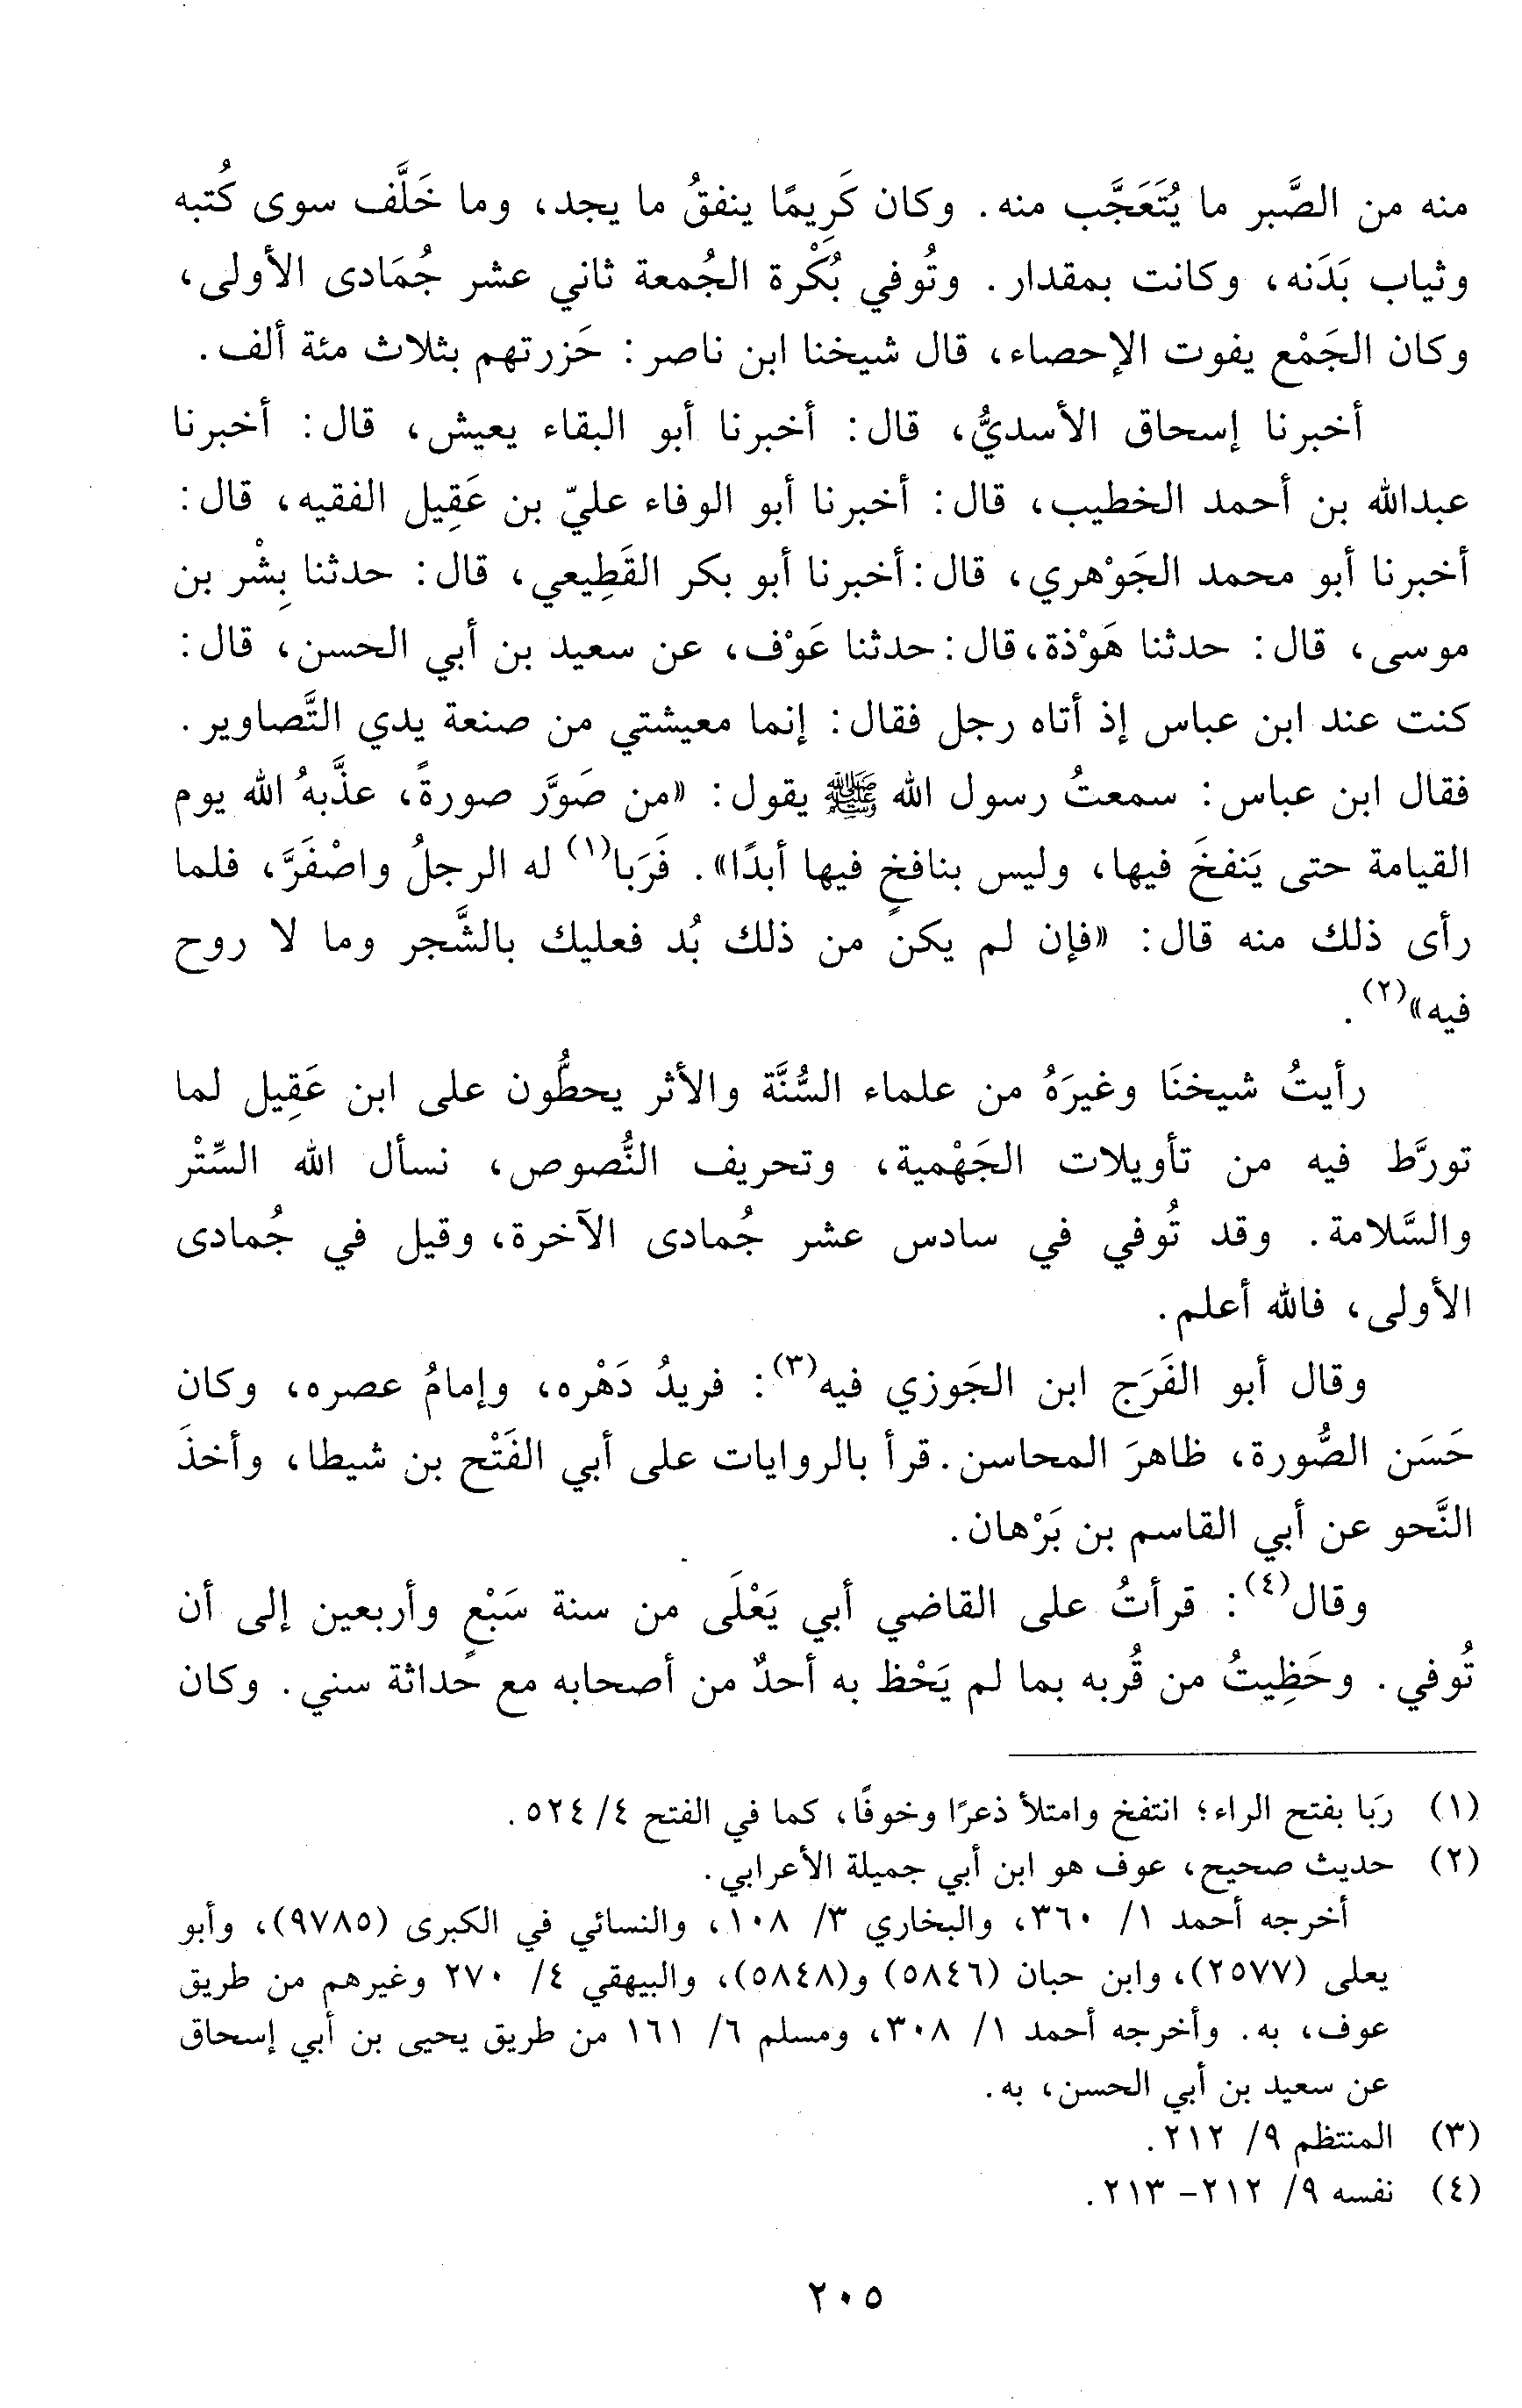 منه من الصَّبر ما يُتَعَجَّب منه. وكان كَرِيمًا ينفقُ ما يجد، وما خَلَّف سوى كُتبه
وثياب بَدَنه، وكانت بمقدار. وتُوفي بُكْرة الجُمعة ثاني عشر جُمَادى الأولى،
وكان الجَمْع يفوت الإحصاء، قال شيخنا ابن ناصر: حَزرتهم بثلاث مئة ألف.
أخبرنا إسحاق الأسديُّ، قال: أخبرنا أبو البقاء يعيش، قال: أخبرنا
عبدالله بن أحمد الخطيب، قال: أخبرنا أبو الوفاء عليّ بن عَقِيل الفقيه، قال:
أخبرنا أبو محمد الجَوْهري، قال: أخبرنا أبو بكر القَطِيعي، قال: حدثنا بِشْر بن
موسى، قال: حدثنا هَوْذة، قال: حدثنا عَوْف، عن سعيد بن أبي الحسن، قال:
كنت عند ابن عباس إذ أتاه رجل فقال: إنما معيشتي من صنعة يدي التَّصاوير.
فقال ابن عباس: سمعتُ رسول الله ﷺ يقول: «من صَوَّر صورةً، عذَّبهُ الله يوم
القيامة حتى يَنفخَ فيها، وليس بنافخٍ فيها أبدًا». فَرَبا(١) له الرجلُ واصْفَرَّ، فلما
رأى ذلك منه قال: «فإن لم يكن من ذلك بُد فعليك بالشَّجر وما لا روح
فيه»(٢).
رأيتُ شيخنَا وغيرَهُ من علماء السُّنَّة والأثر يحطُّون على ابن عَقِيل لما
تورَّط فيه من تأويلات الجَهْمية، وتحريف النُّصوص، نسأل الله السِّتْر
والسَّلامة. وقد تُوفي في سادس عشر جُمادى الآخرة، وقيل في جُمادى
الأولى، فالله أعلم.
وقال أبو الفَرَج ابن الجَوزي فيه(٣): فريدُ دَهْره، وإمامُ عصره، وكان
حَسَن الصُّورة، ظاهرَ المحاسن. قرأ بالروايات على أبي الفَتْح بن شيطا، وأخذَ
النَّحو عن أبي القاسم بن بَرْهان.
وقال(٤): قرأتُ على القاضي أبي يَعْلَى من سنة سَبْعٍ وأربعين إلى أن
تُوفي. وحَظِيتُ من قُربه بما لم يَحْظ به أحدٌ من أصحابه مع حَداثة سني. وكان
(١) رَبا بفتح الراء؛ انتفخ وامتلأ ذعرًا وخوفًا، كما في الفتح ٤/ ٥٢٤.
(٢) حديث صحيح، عوف هو ابن أبي جميلة الأعرابي.
أخرجه أحمد ١/ ٣٦٠، والبخاري ٣/ ١٠٨، والنسائي في الكبرى (٩٧٨٥)، وأبو
يعلى (٢٥٧٧)، وابن حبان (٥٨٤٦) و(٥٨٤٨)، والبيهقي ٤/ ٢٧٠ وغيرهم من طريق
عوف، به. وأخرجه أحمد ١/ ٣٠٨، ومسلم ٦/ ١٦١ من طريق يحيى بن أبي إسحاق
عن سعيد بن أبي الحسن، به.
(٣) المنتظم ٩/ ٢١٢.
(٤) نفسه ٩/ ٢١٢- ٢١٣.
٢٠٥